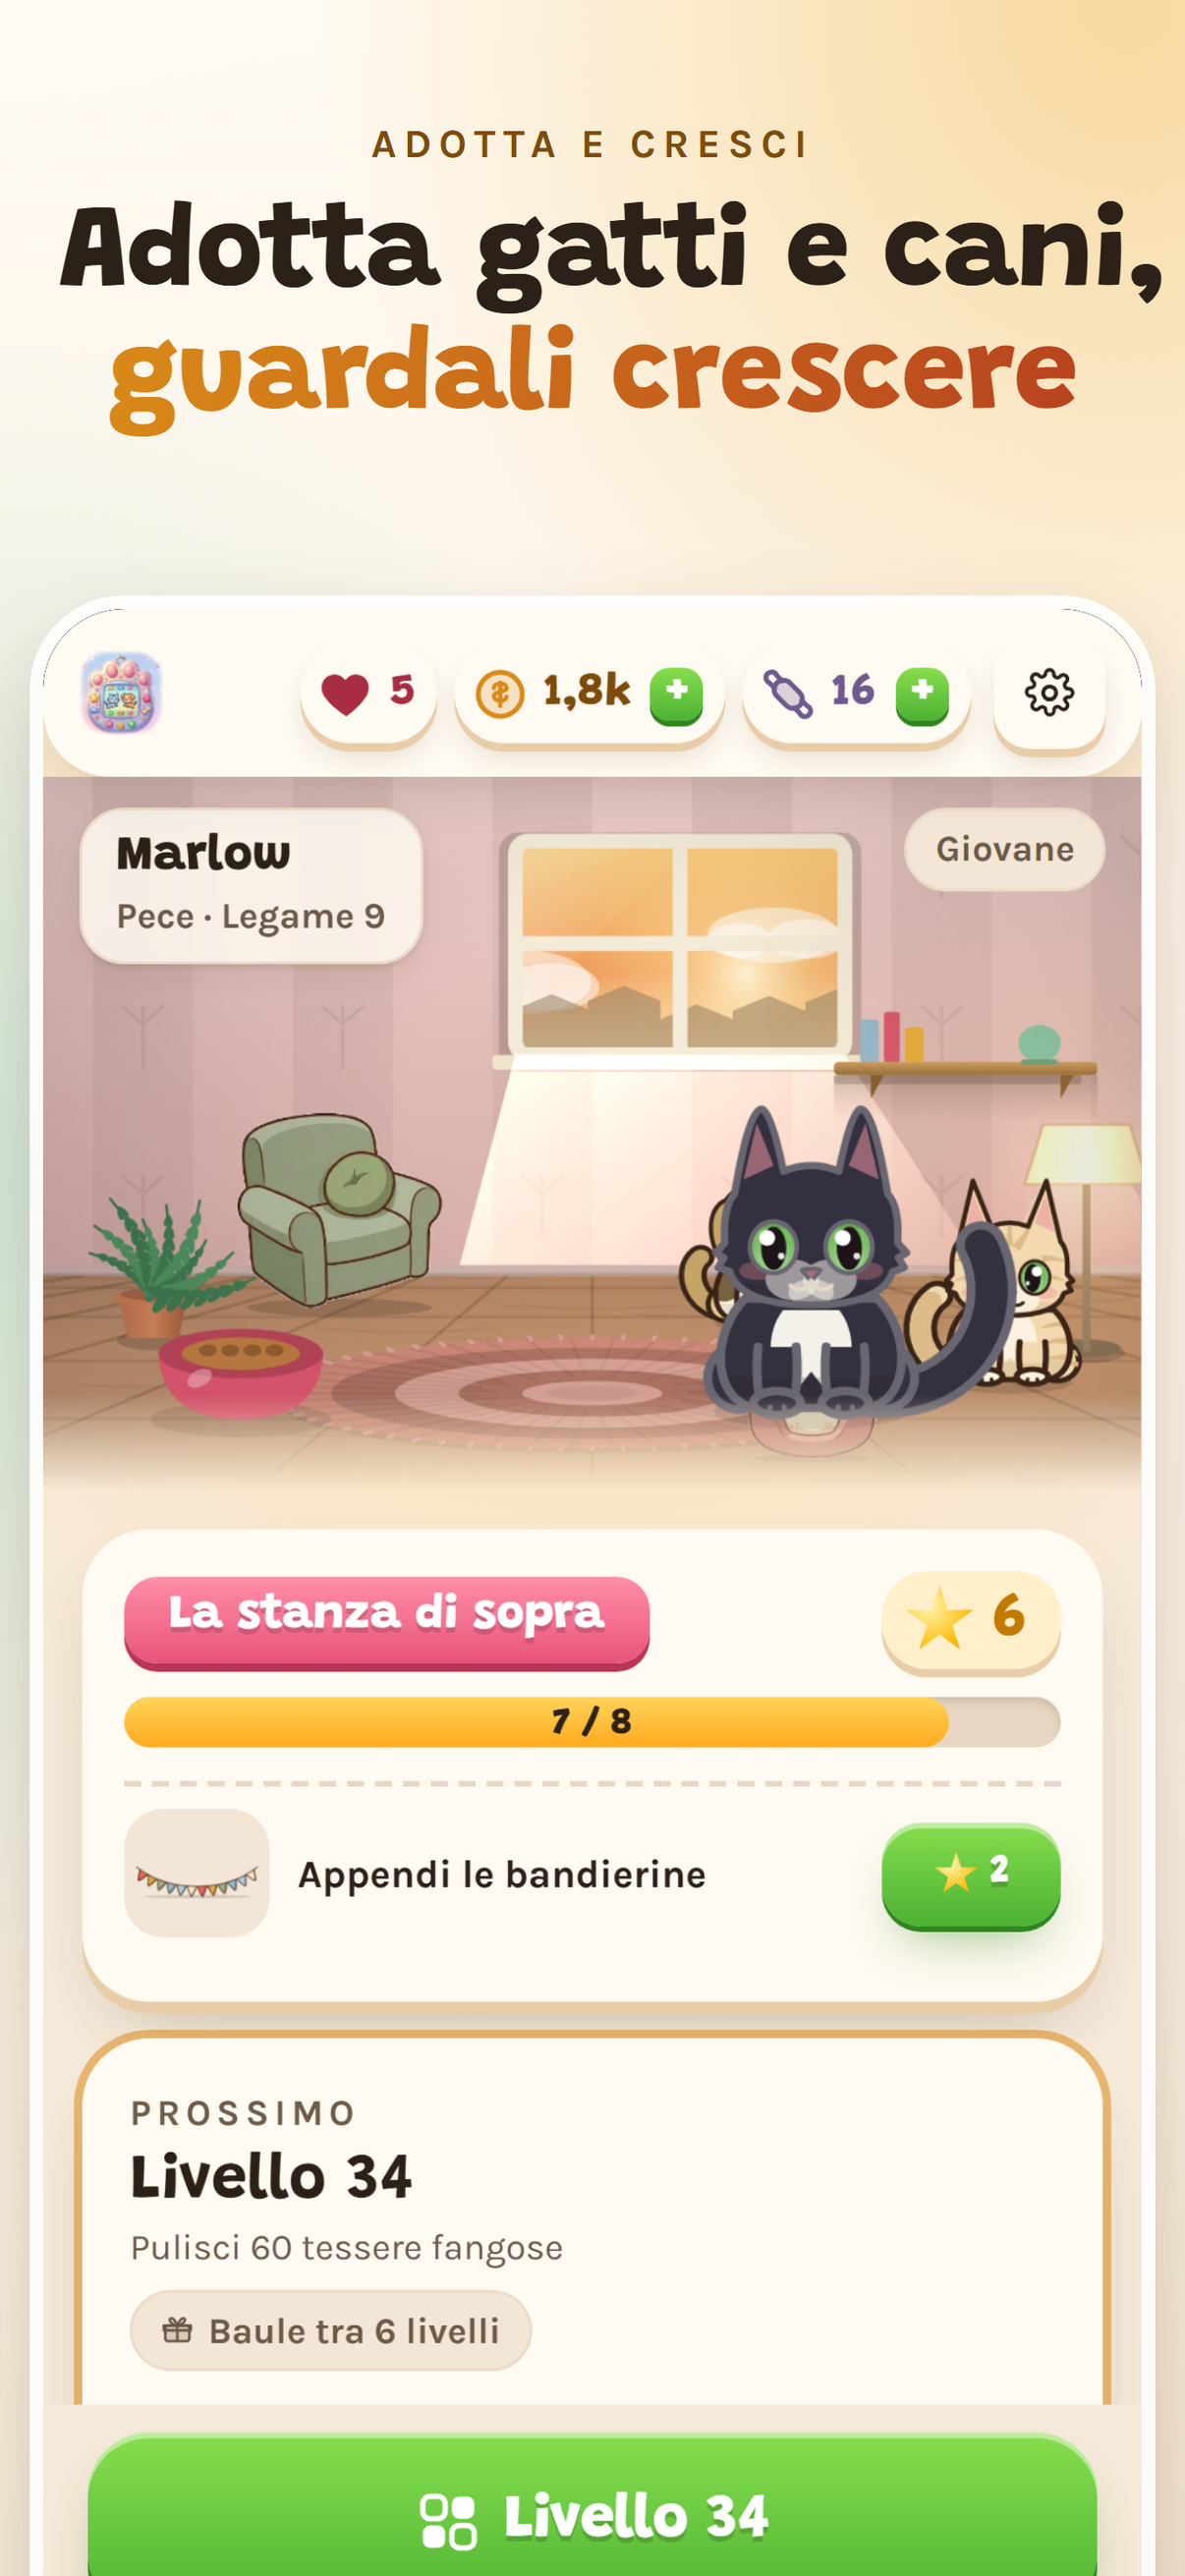 ADOTTA E CRESCI
Adotta gatti e cani,
guardali crescere
5
1,8k
+
16
+
Marlow
Pece · Legame 9
Giovane
La stanza di sopra
6
7 / 8
Appendi le bandierine
2
PROSSIMO
Livello 34
Pulisci 60 tessere fangose
Baule tra 6 livelli
Livello 34